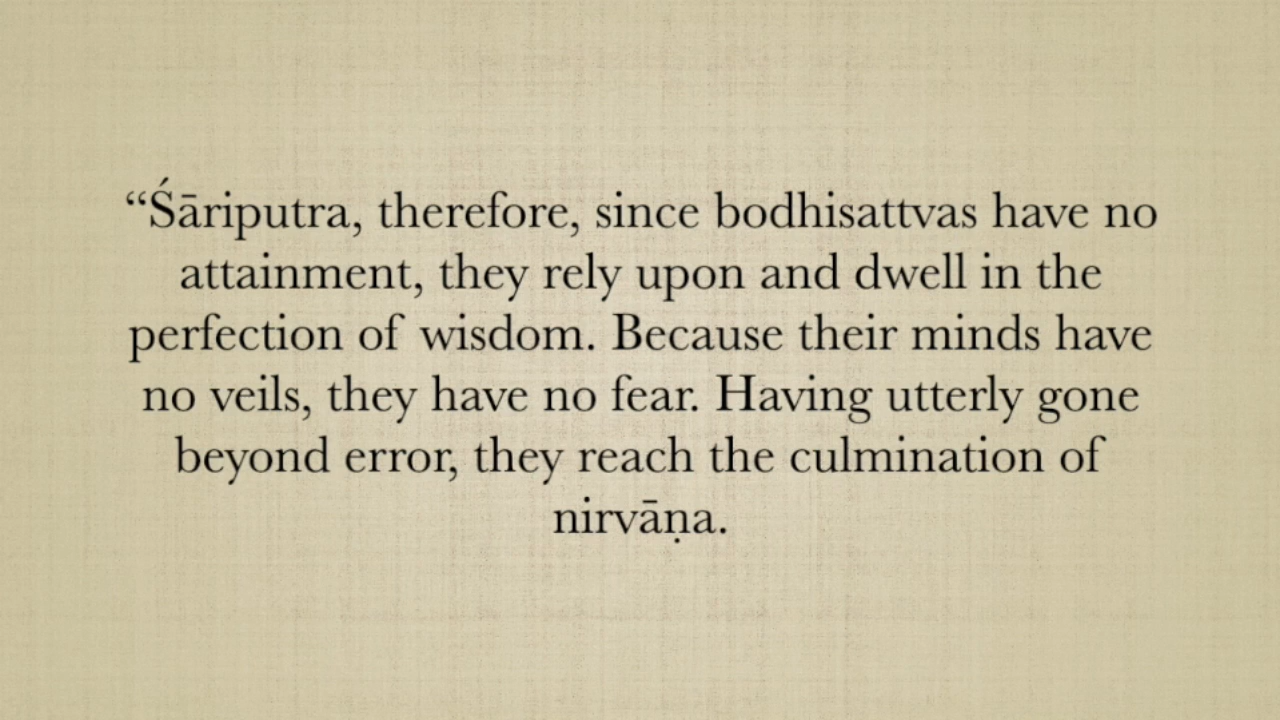 “Śāriputra, therefore, since bodhisattvas have no
attainment, they rely upon and dwell in the
perfection of wisdom. Because their minds have
no veils, they have no fear. Having utterly gone
beyond error, they reach the culmination of
nirvāṇa.